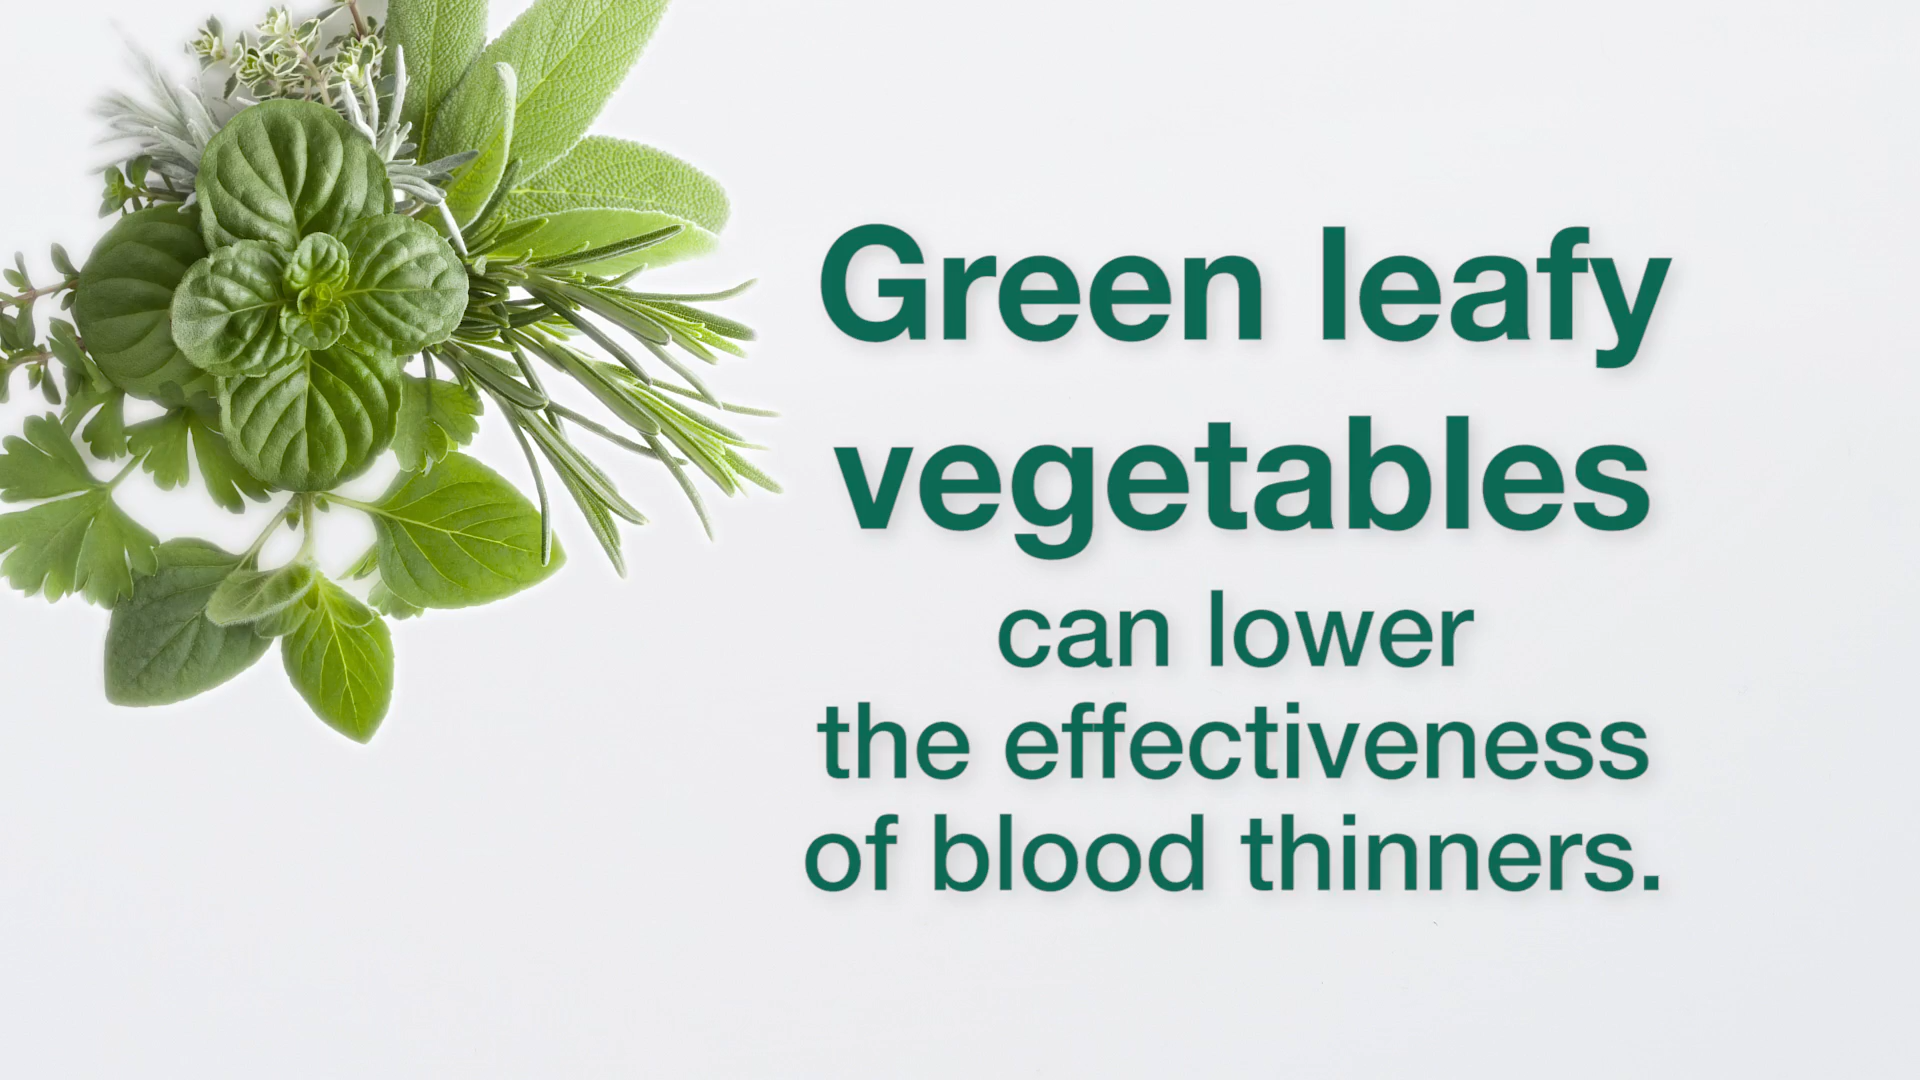 Green leafy
vegetables
can lower
the effectiveness
of blood thinners.